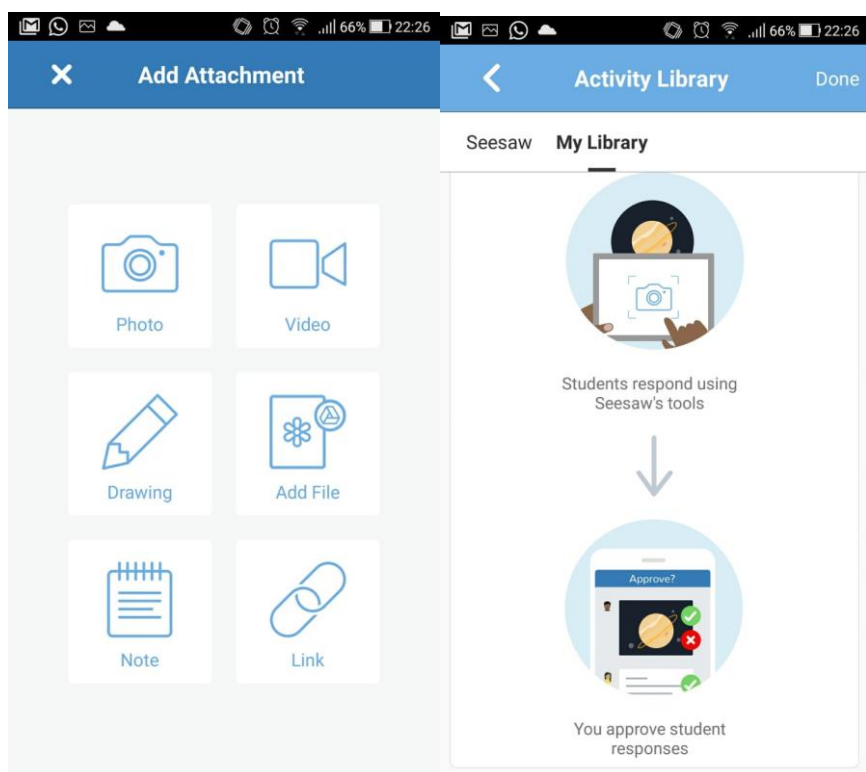 66% 22:26
Add Attachment
Photo Video
Drawing Add File
Note Link
66% 22:26
Activity Library Done
Seesaw My Library
Students respond using
Seesaw's tools
Approve?
You approve student
responses